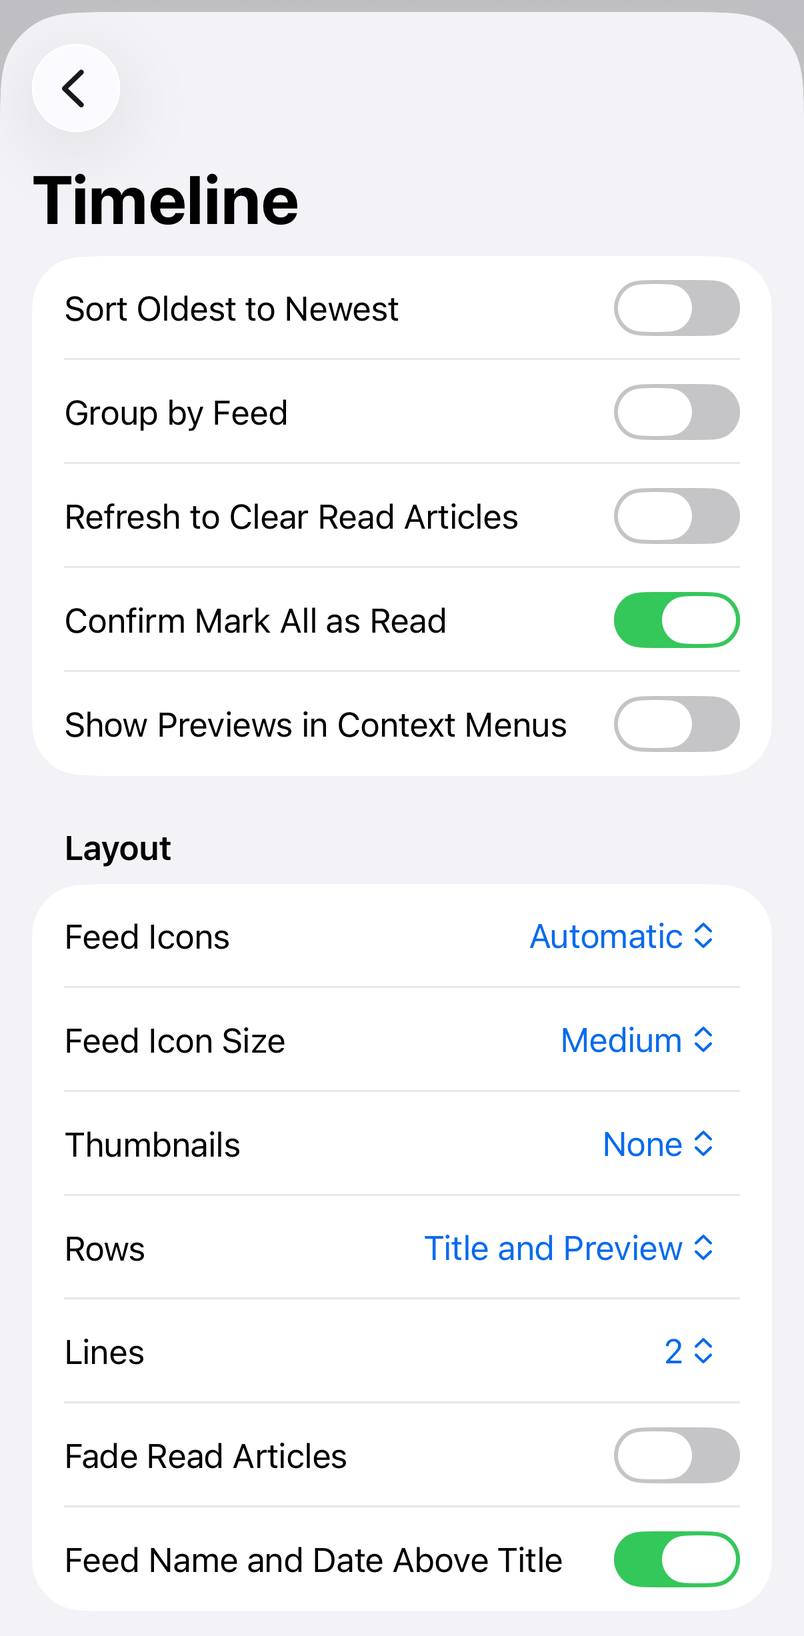 Timeline
Sort Oldest to Newest
Group by Feed
Refresh to Clear Read Articles
Confirm Mark All as Read
Show Previews in Context Menus
Layout
Feed Icons Automatic
Feed Icon Size Medium
Thumbnails None
Rows Title and Preview
Lines 2
Fade Read Articles
Feed Name and Date Above Title